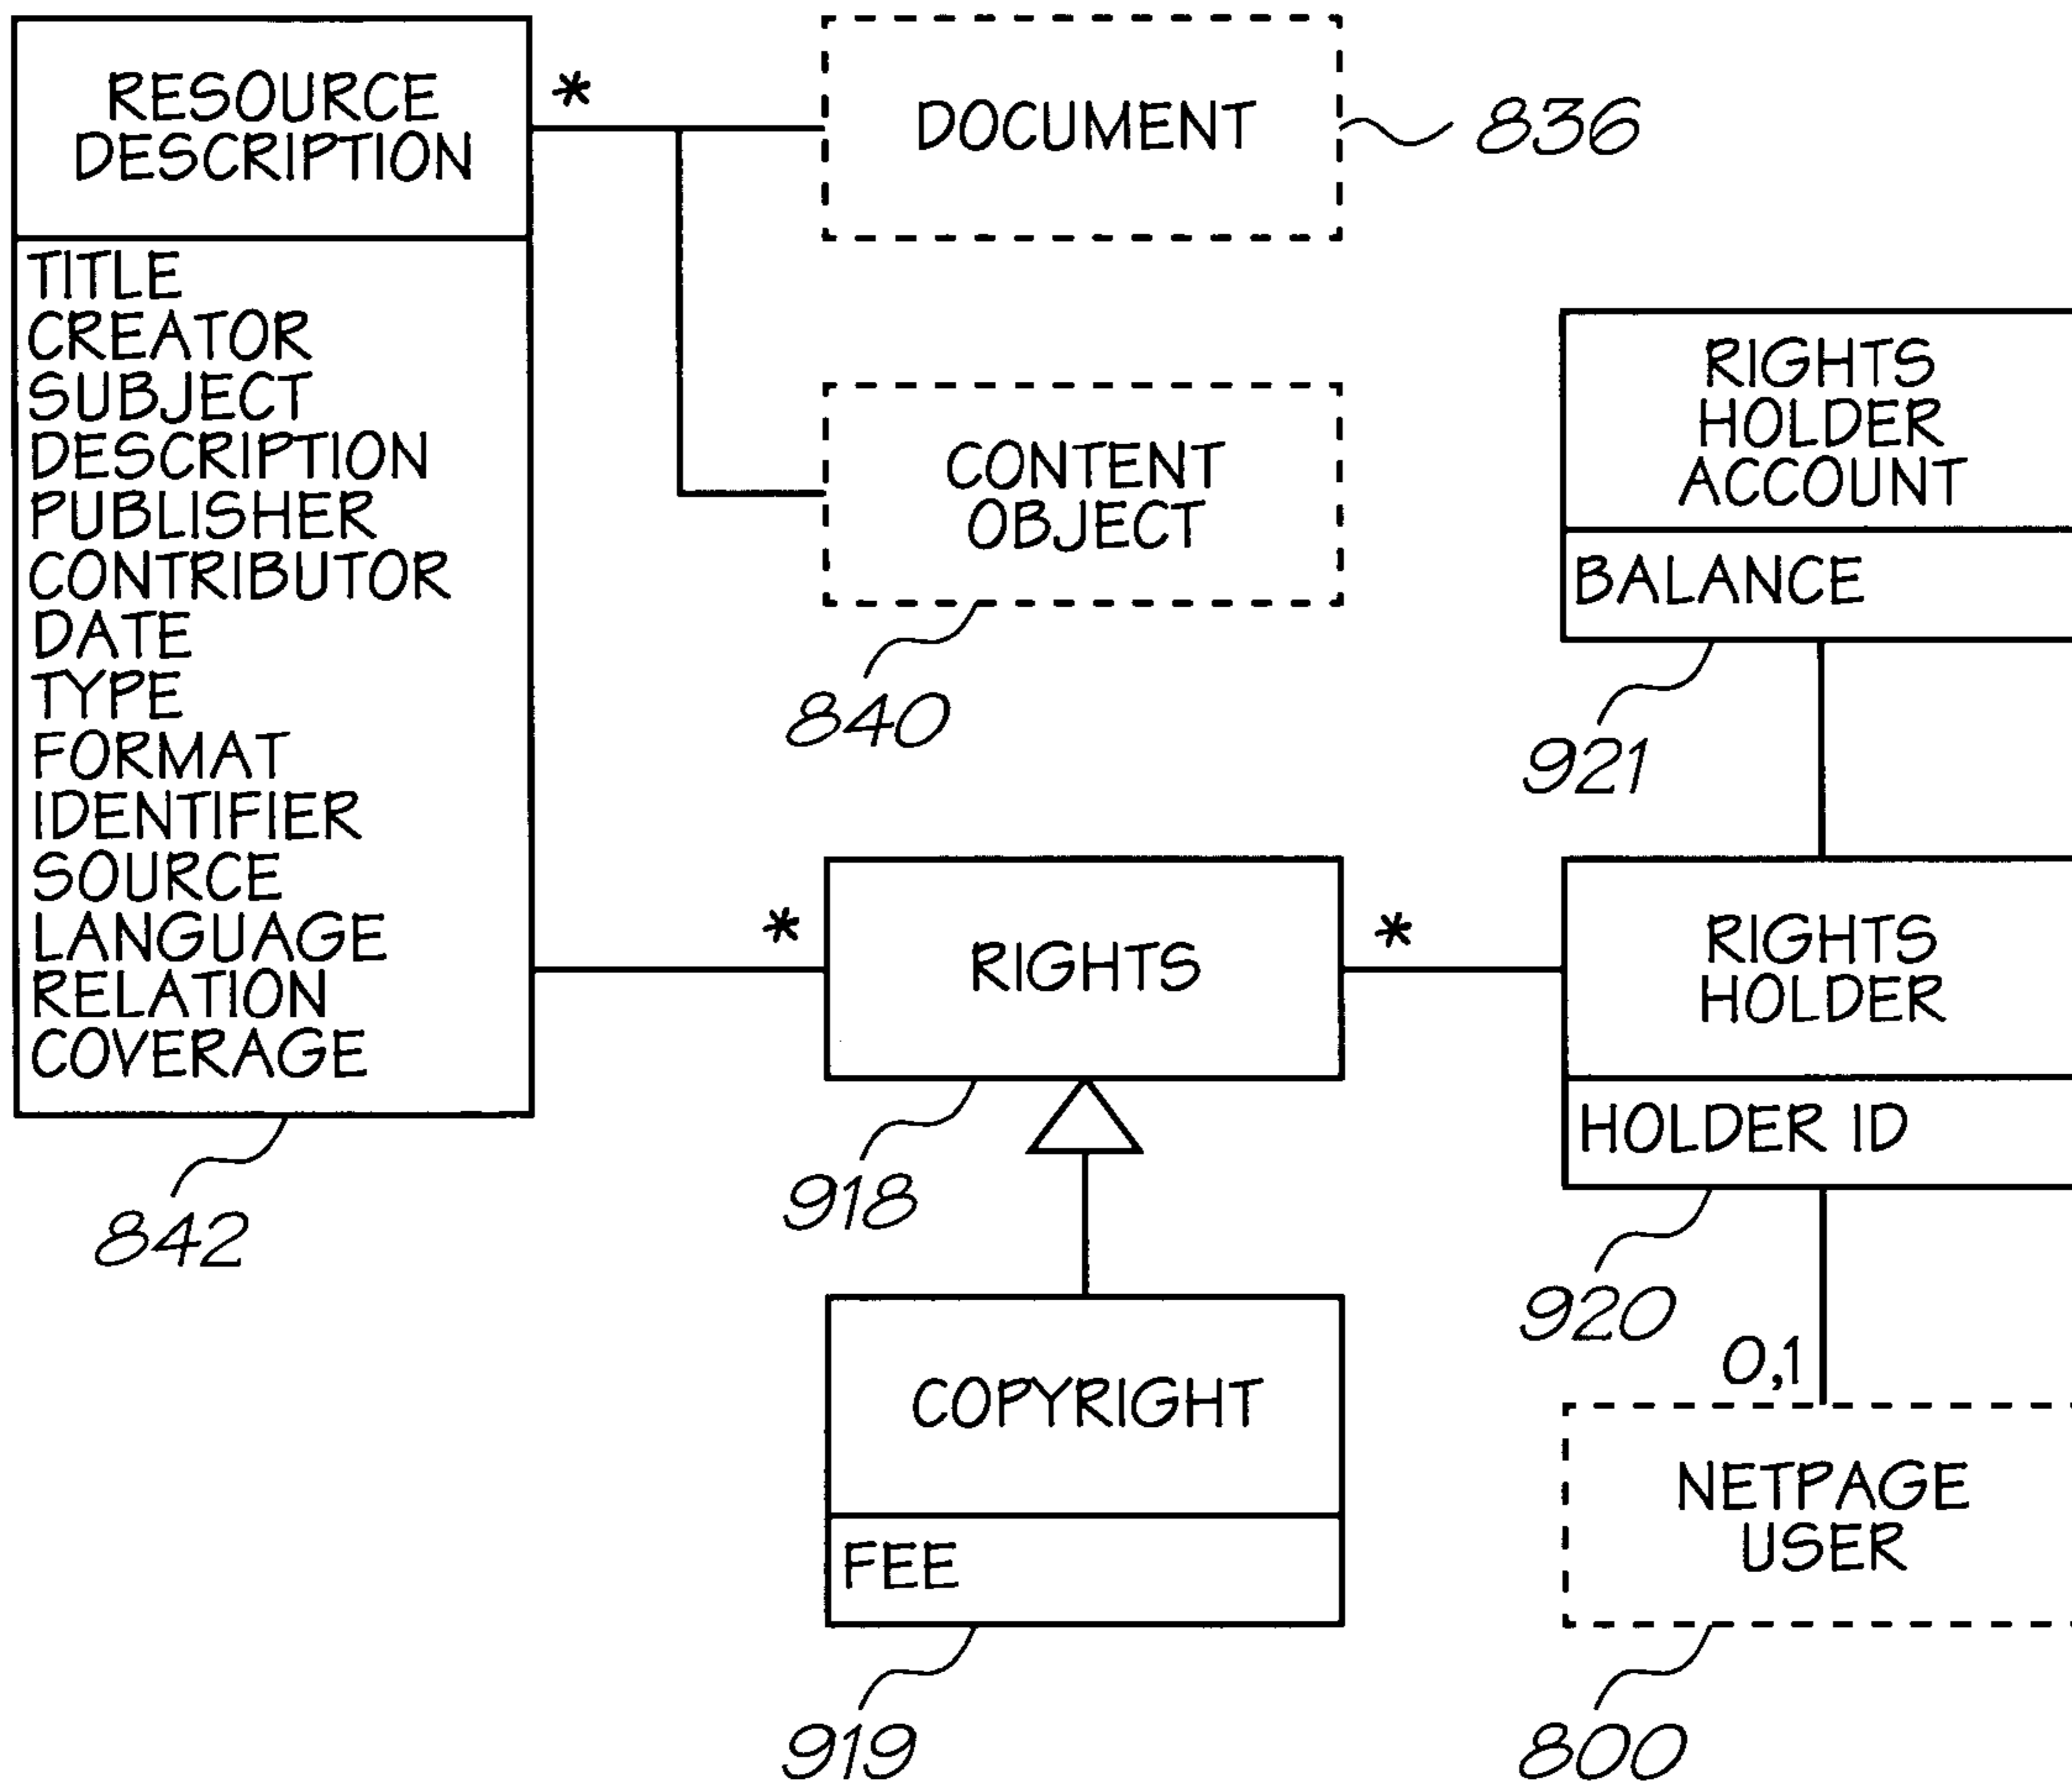 RESOURCE
DESCRIPTION
TITLE
CREATOR
SUBJECT
DESCRIPTION
PUBLISHER
CONTRIBUTOR
DATE
TYPE
FORMAT
IDENTIFIER
SOURCE
LANGUAGE
RELATION
COVERAGE
842
*
DOCUMENT
836
CONTENT
OBJECT
840
RIGHTS
HOLDER
ACCOUNT
BALANCE
921
*
RIGHTS
918
*
RIGHTS
HOLDER
HOLDER ID
920
COPYRIGHT
FEE
919
0,1
NETPAGE
USER
800